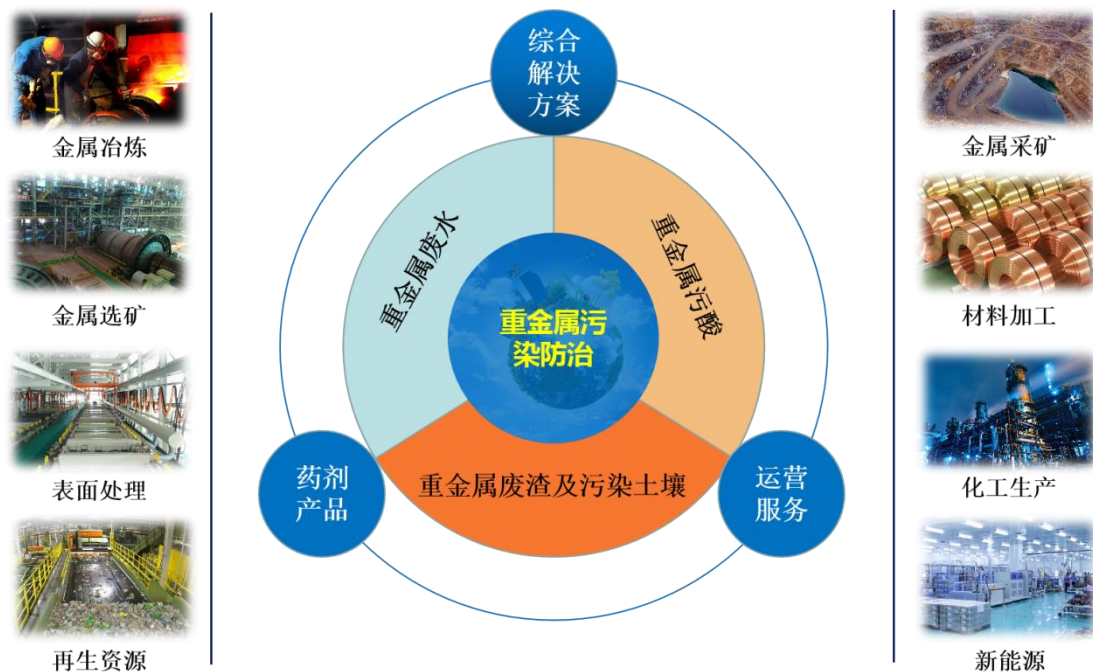 金属冶炼
金属选矿
表面处理
再生资源
综合
解决
方案
重金属废水
重金属污酸
重金属污
染防治
重金属废渣及污染土壤
药剂
产品
运营
服务
金属采矿
材料加工
化工生产
新能源